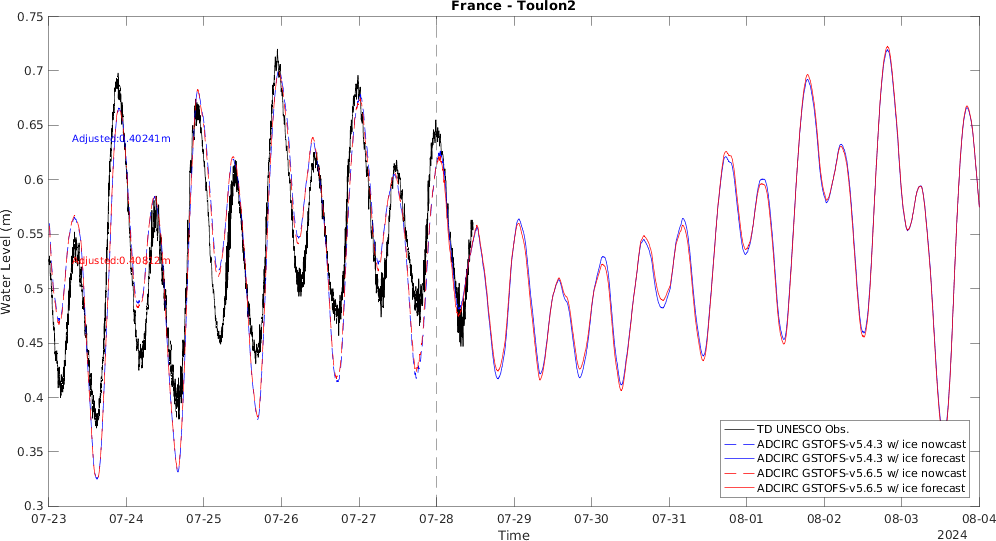 France - Toulon2
0.75
0.7
0.65
0.6
0.55
0.5
0.45
0.4
0.35
0.3
Water Level (m)
Adjusted:0.40241m
Adjusted:0.40812m
TD UNESCO Obs.
ADCIRC GSTOFS-v5.4.3 w/ ice nowcast
ADCIRC GSTOFS-v5.4.3 w/ ice forecast
ADCIRC GSTOFS-v5.6.5 w/ ice nowcast
ADCIRC GSTOFS-v5.6.5 w/ ice forecast
07-23 07-24 07-25 07-26 07-27 07-28 07-29 07-30 07-31 08-01 08-02 08-03 08-04
Time
2024